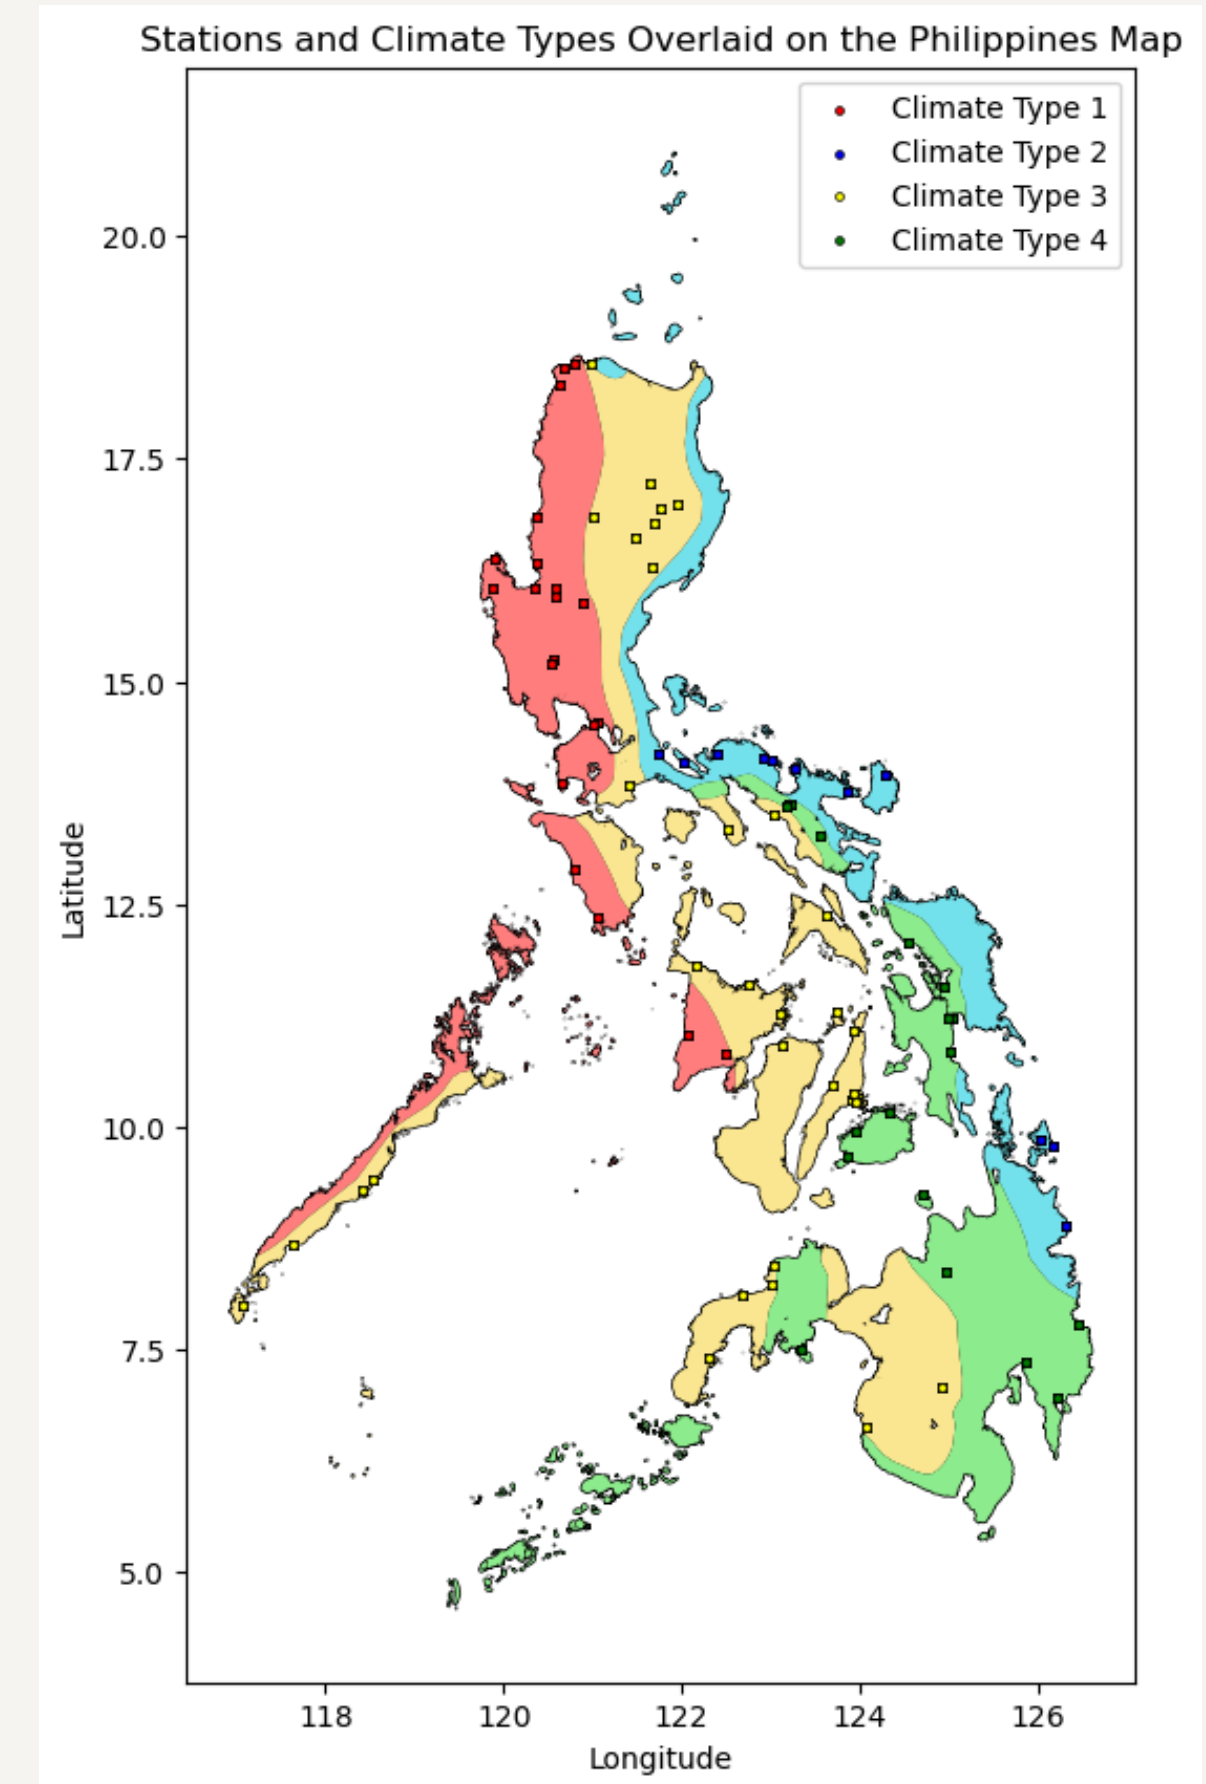 Stations and Climate Types Overlaid on the Philippines Map
Climate Type 1
Climate Type 2
Climate Type 3
Climate Type 4
20.0
17.5
15.0
12.5
10.0
7.5
5.0
Latitude
118
120
122
124
126
Longitude